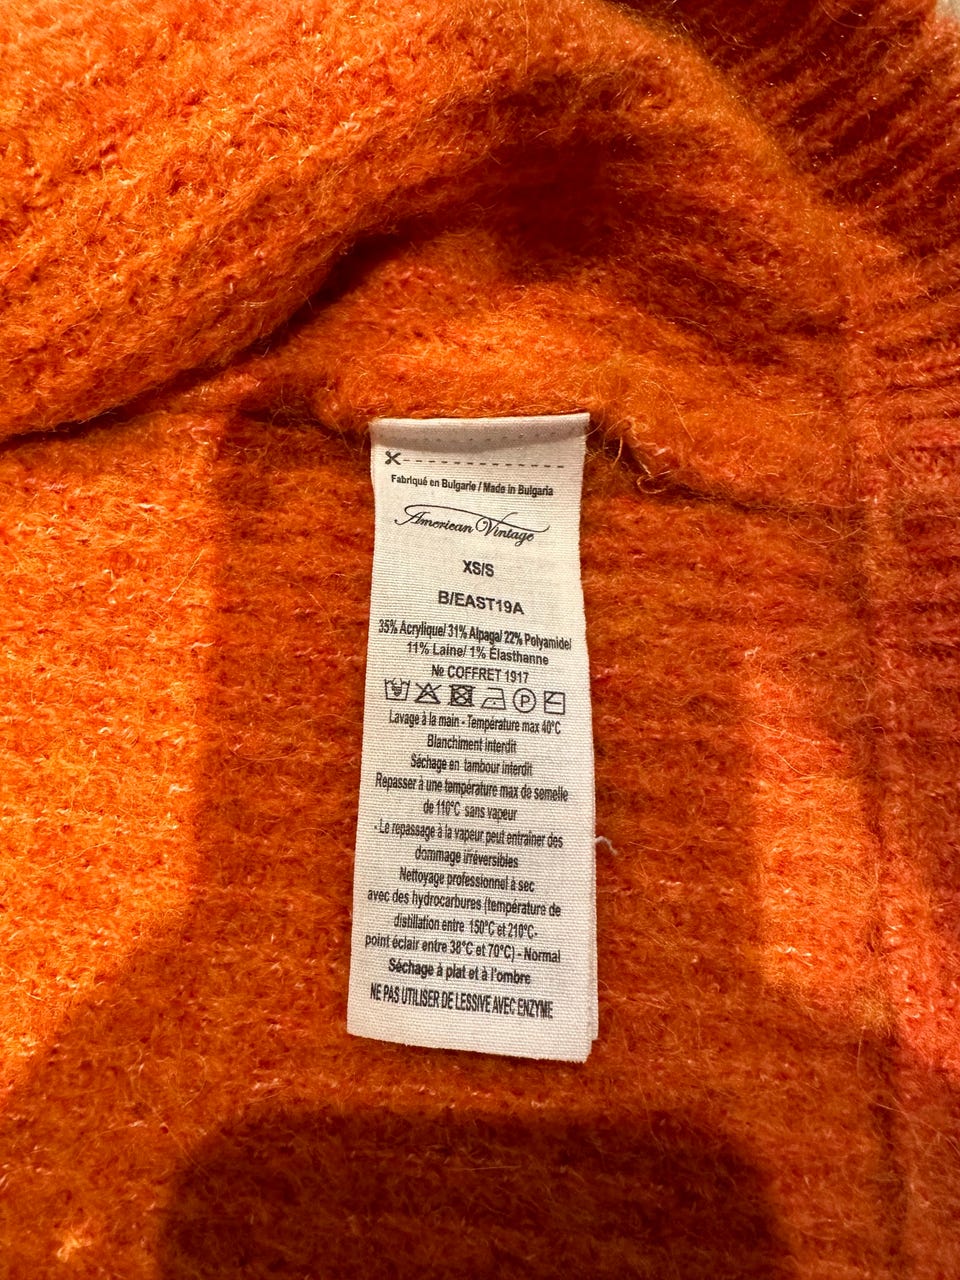 Fabriqué en Bulgarie / Made in Bulgaria
American Vintage
XS/S
B/EAST19A
35% Acrylique/ 31% Alpaga/ 22% Polyamide/
11% Laine/ 1% Élasthanne
№ COFFRET 1917
P
Lavage à la main - Température max 40°C
Blanchiment interdit
Séchage en tambour interdit
Repasser à une température max de semelle
de 110°C sans vapeur
- Le repassage à la vapeur peut entraîner des
dommage irréversibles
Nettoyage professionnel à sec
avec des hydrocarbures (température de
distillation entre 150°C et 210°C-
point éclair entre 38°C et 70°C) - Normal
Séchage à plat et à l'ombre
NE PAS UTILISER DE LESSIVE AVEC ENZYME